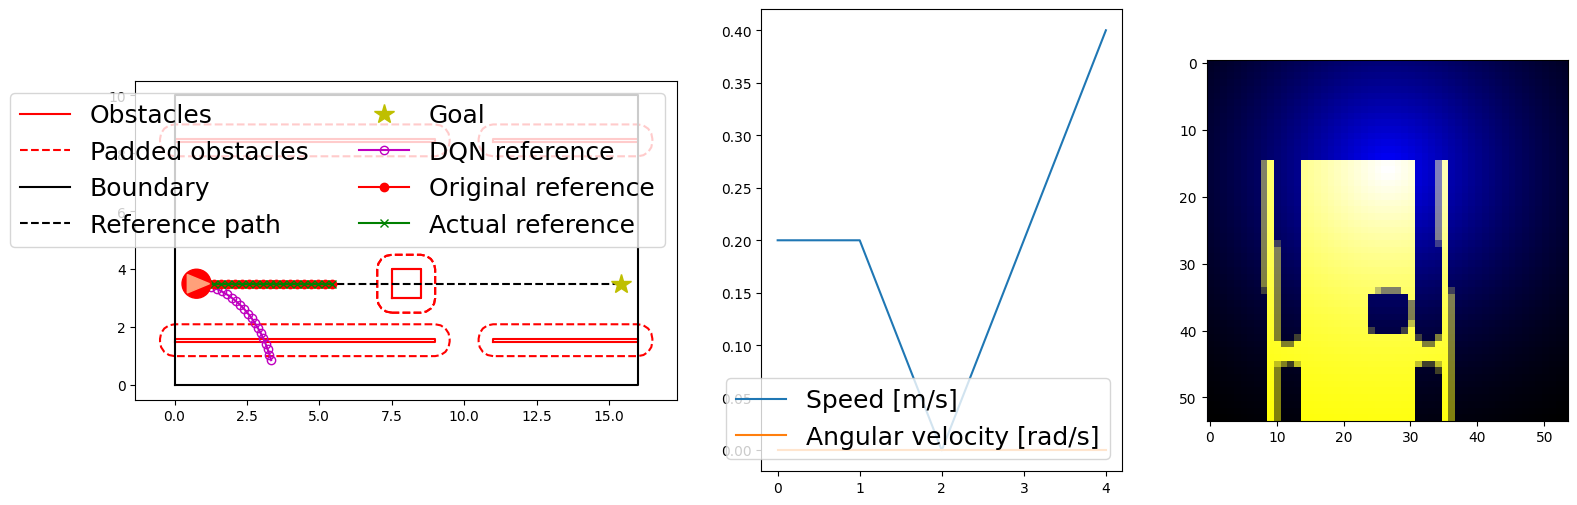 10
Obstacles
Goal
Padded obstacles
DQN reference
Boundary
Original reference
6
Reference path
Actual reference
4
2
0
0.0 2.5 5.0 7.5 10.0 12.5 15.0
0.40
0.35
0.30
0.25
0.20
0.15
0.10
0.05
0.00
Speed [m/s]
Angular velocity [rad/s]
0 1 2 3 4
0
10
20
30
40
50
0 10 20 30 40 50